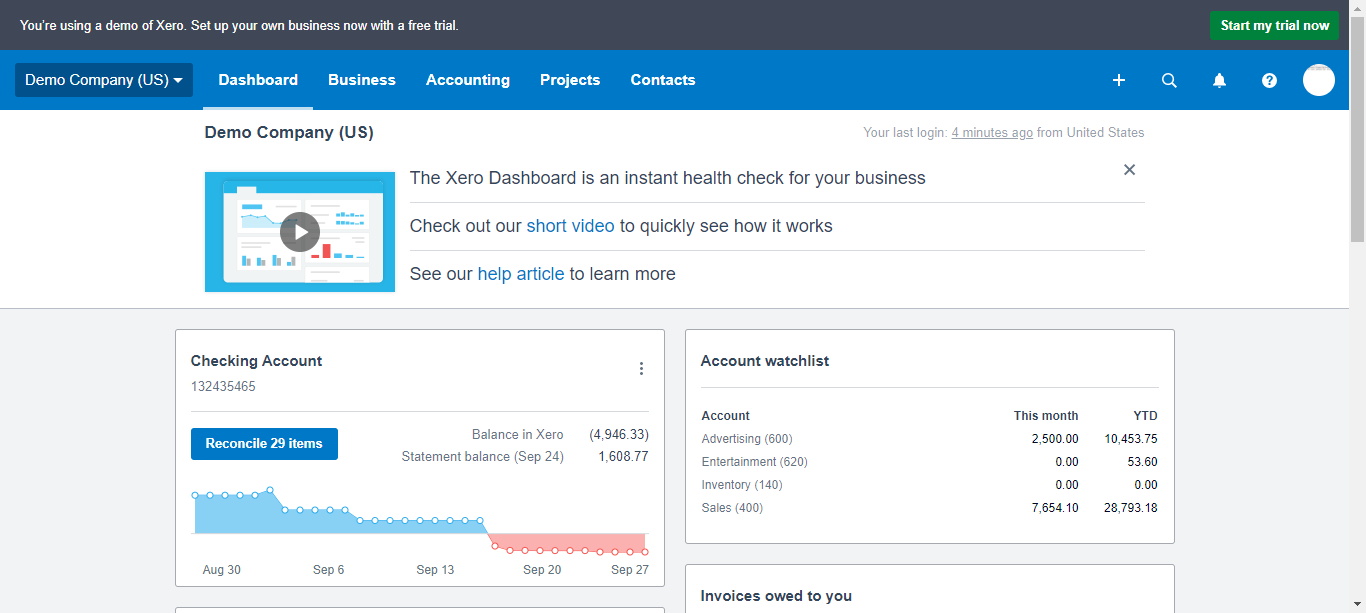 You're using a demo of Xero. Set up your own business now with a free trial.
Start my trial now
Demo Company (US)
Dashboard Business Accounting Projects Contacts
Demo Company (US)
Your last login: 4 minutes ago from United States
The Xero Dashboard is an instant health check for your business
Check out our short video to quickly see how it works
See our help article to learn more
Checking Account
132435465
Reconcile 29 items
Balance in Xero (4,946.33)
Statement balance (Sep 24) 1,608.77
Aug 30 Sep 6 Sep 13 Sep 20 Sep 27
Account watchlist
Account This month YTD
Advertising (600) 2,500.00 10,453.75
Entertainment (620) 0.00 53.60
Inventory (140) 0.00 0.00
Sales (400) 7,654.10 28,793.18
Invoices owed to you